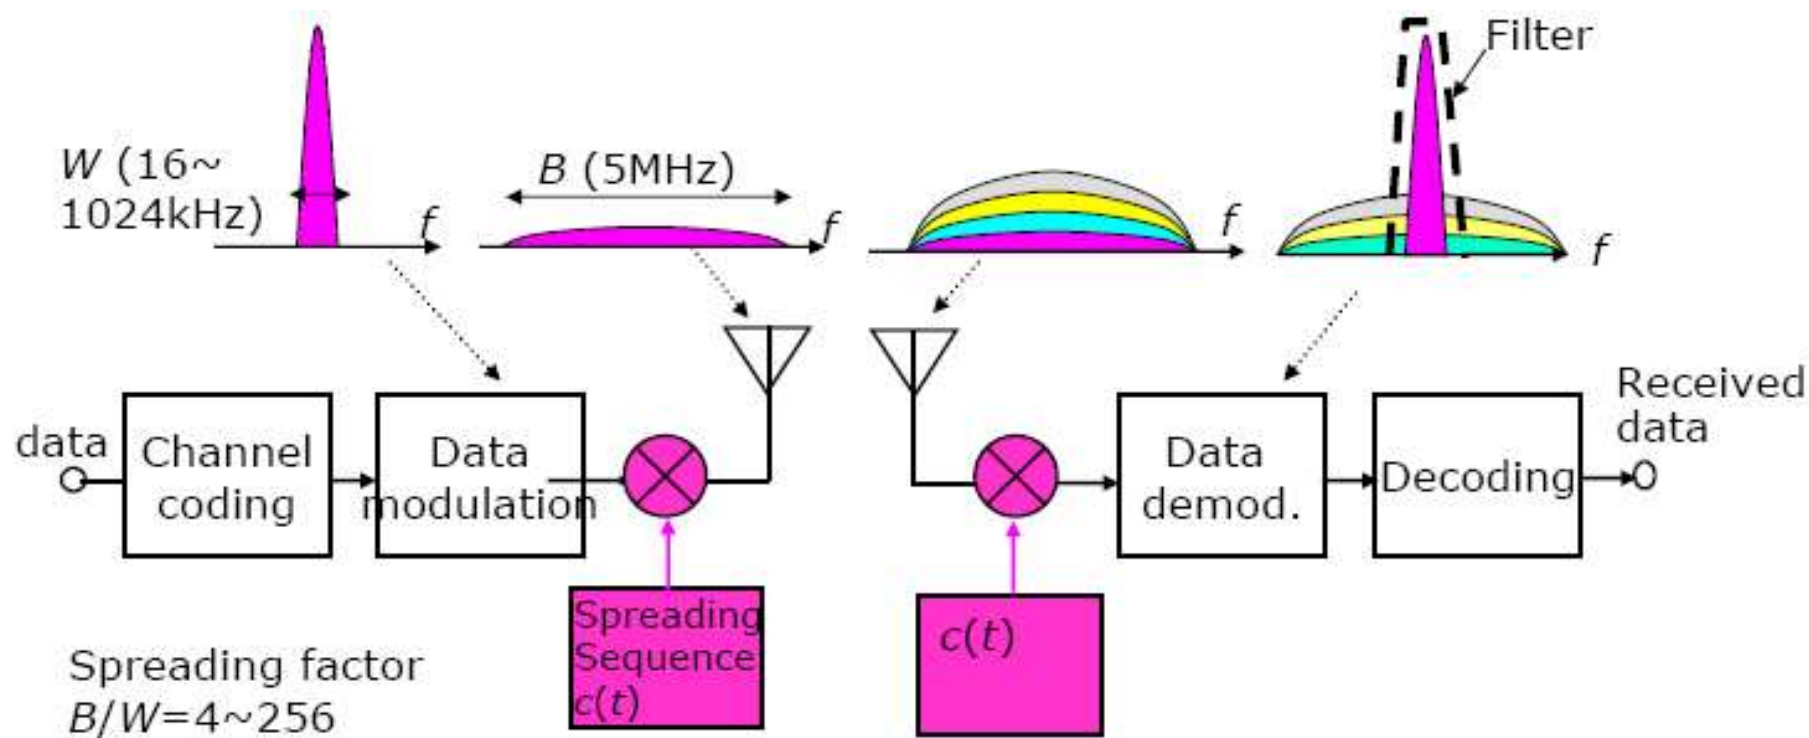 Filter
W (16~
1024kHz)
f
B (5MHz)
f
f
f
data
Channel
coding
Data
modulation
Data
demod.
Decoding
Received
data
Spreading
Sequence
c(t)
c(t)
Spreading factor
B/W=4~256